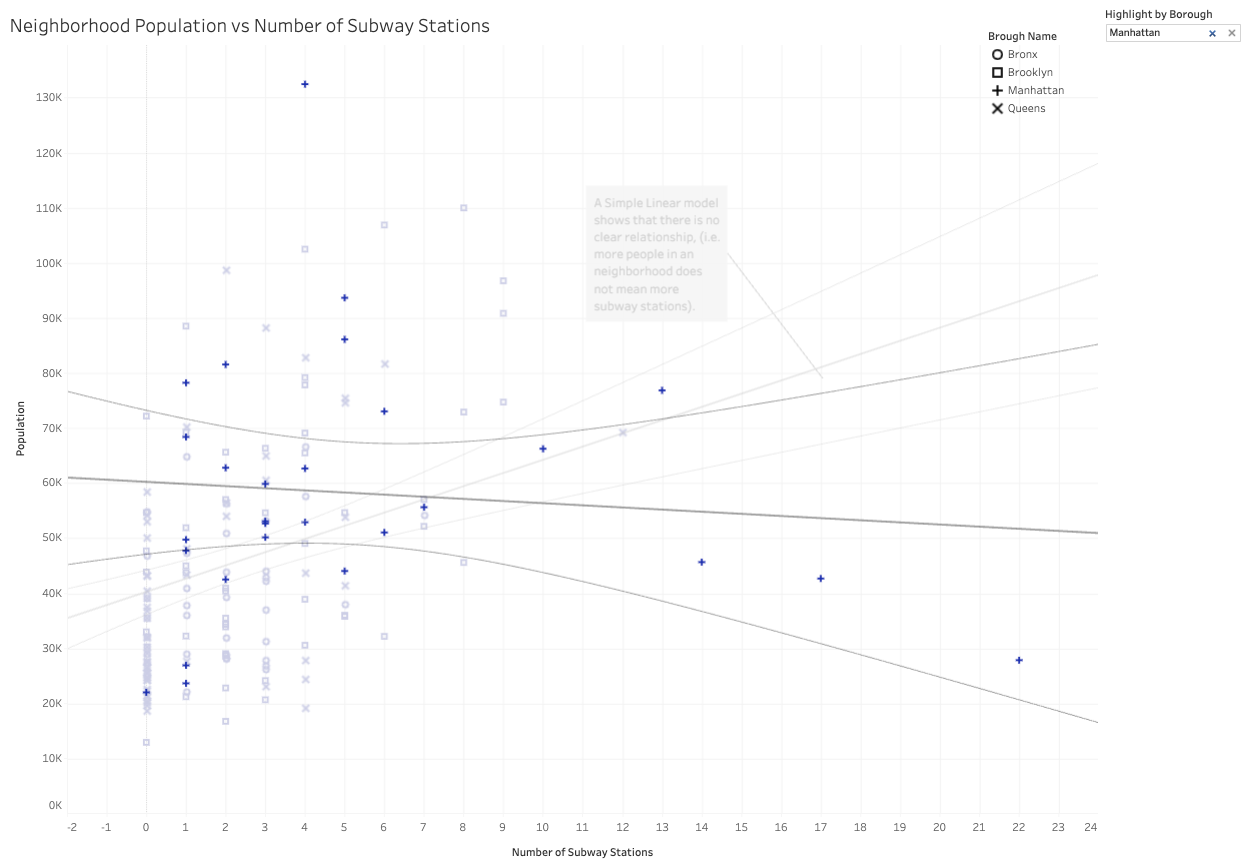 Neighborhood Population vs Number of Subway Stations
Highlight by Borough
Manhattan
Brough Name
Bronx
Brooklyn
Manhattan
Queens
A Simple Linear model
shows that there is no
clear relationship, (i.e.
more people in an
neighborhood does
not mean more
subway stations).
Population
130K
120K
110K
100K
90K
80K
70K
60K
50K
40K
30K
20K
10K
0K
-2 -1 0 1 2 3 4 5 6 7 8 9 10 11 12 13 14 15 16 17 18 19 20 21 22 23 24
Number of Subway Stations